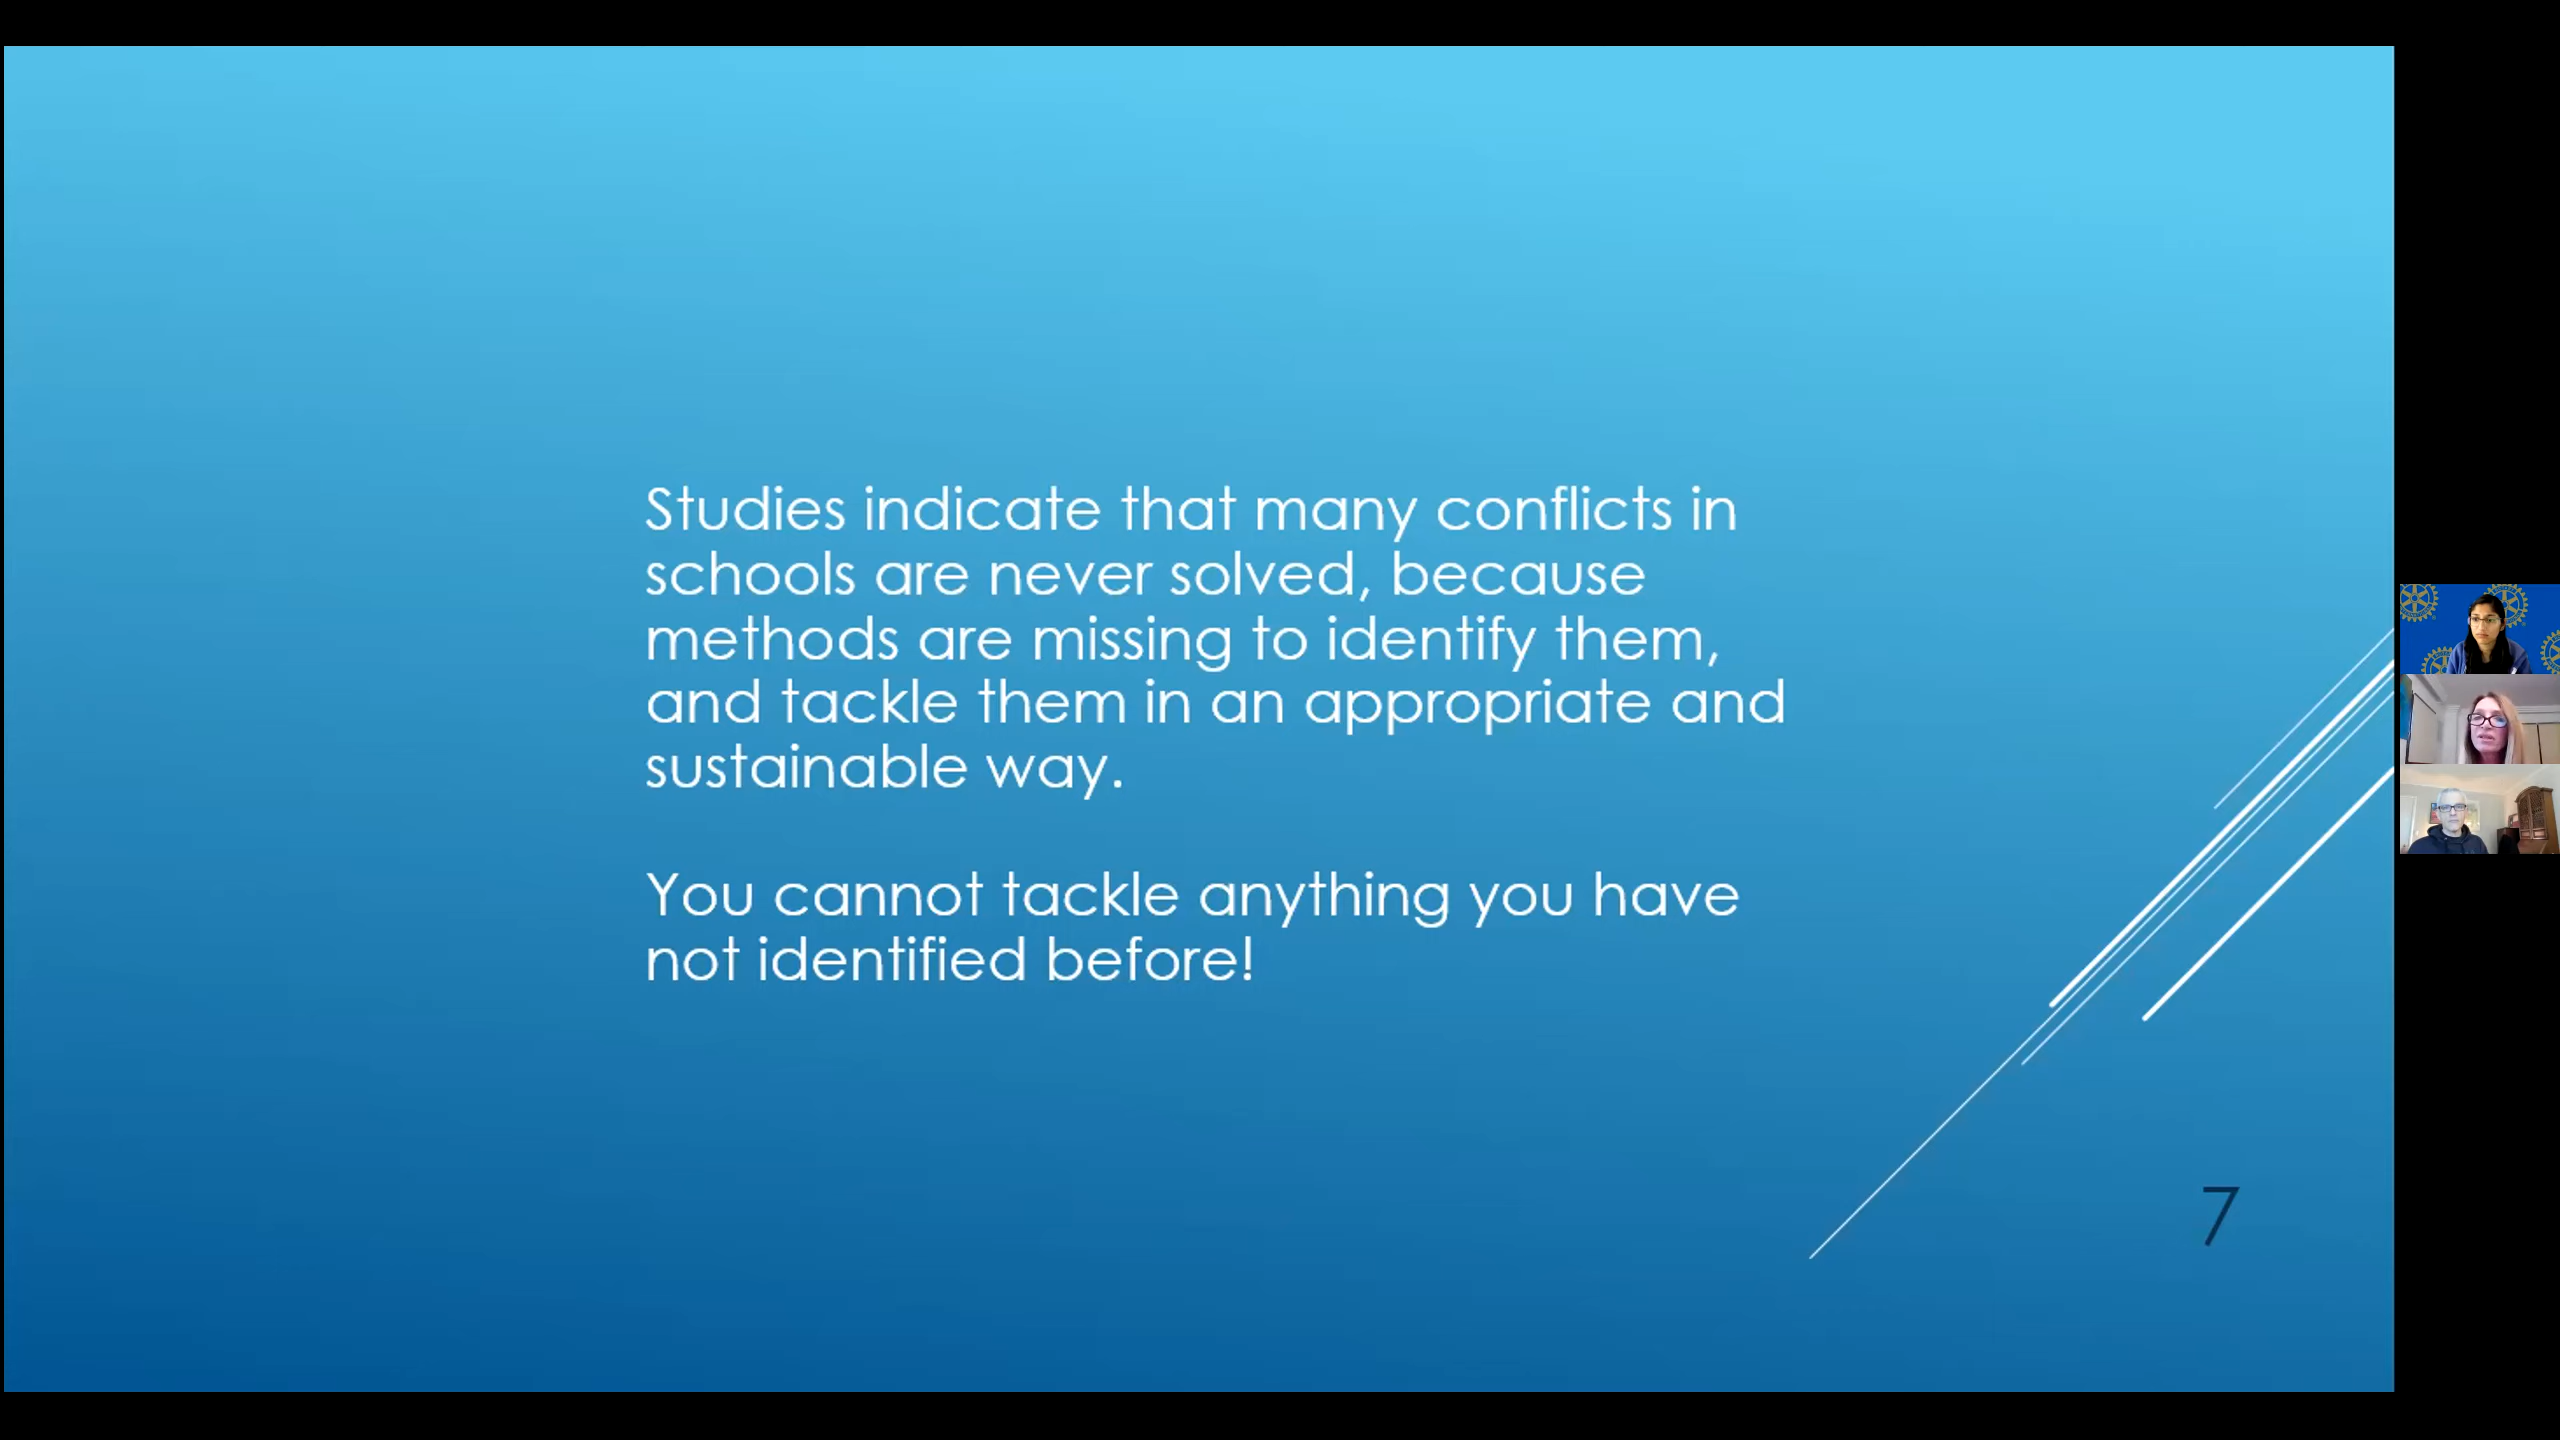 Studies indicate that many conflicts in
schools are never solved, because
methods are missing to identify them,
and tackle them in an appropriate and
sustainable way.
You cannot tackle anything you have
not identified before!
7